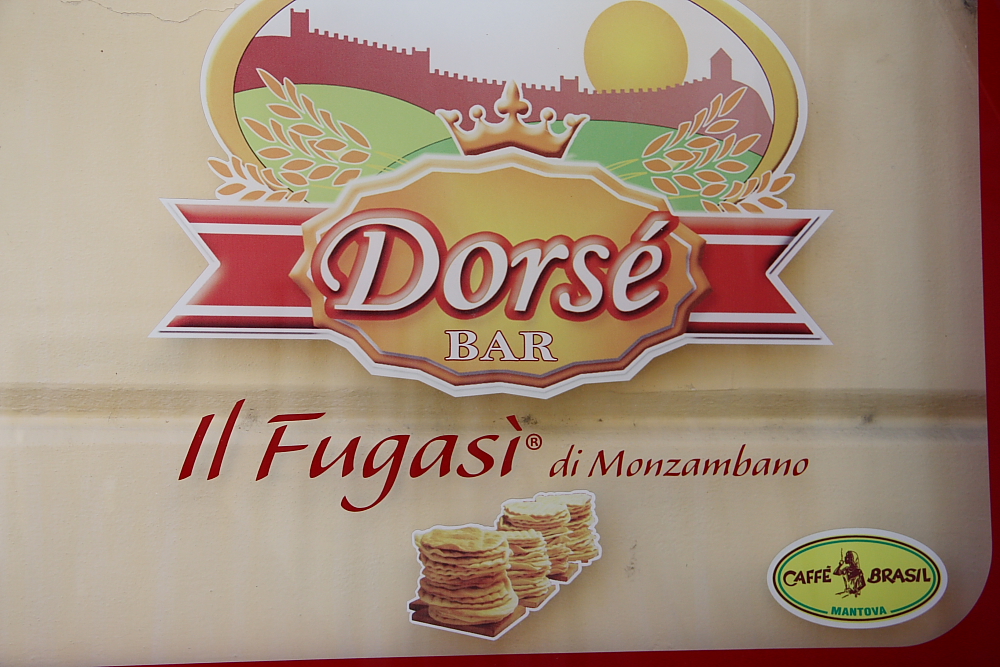 Dorsé
BAR
Il Fugasì® di Monzambano
CAFFÈ BRASIL
MANTOVA